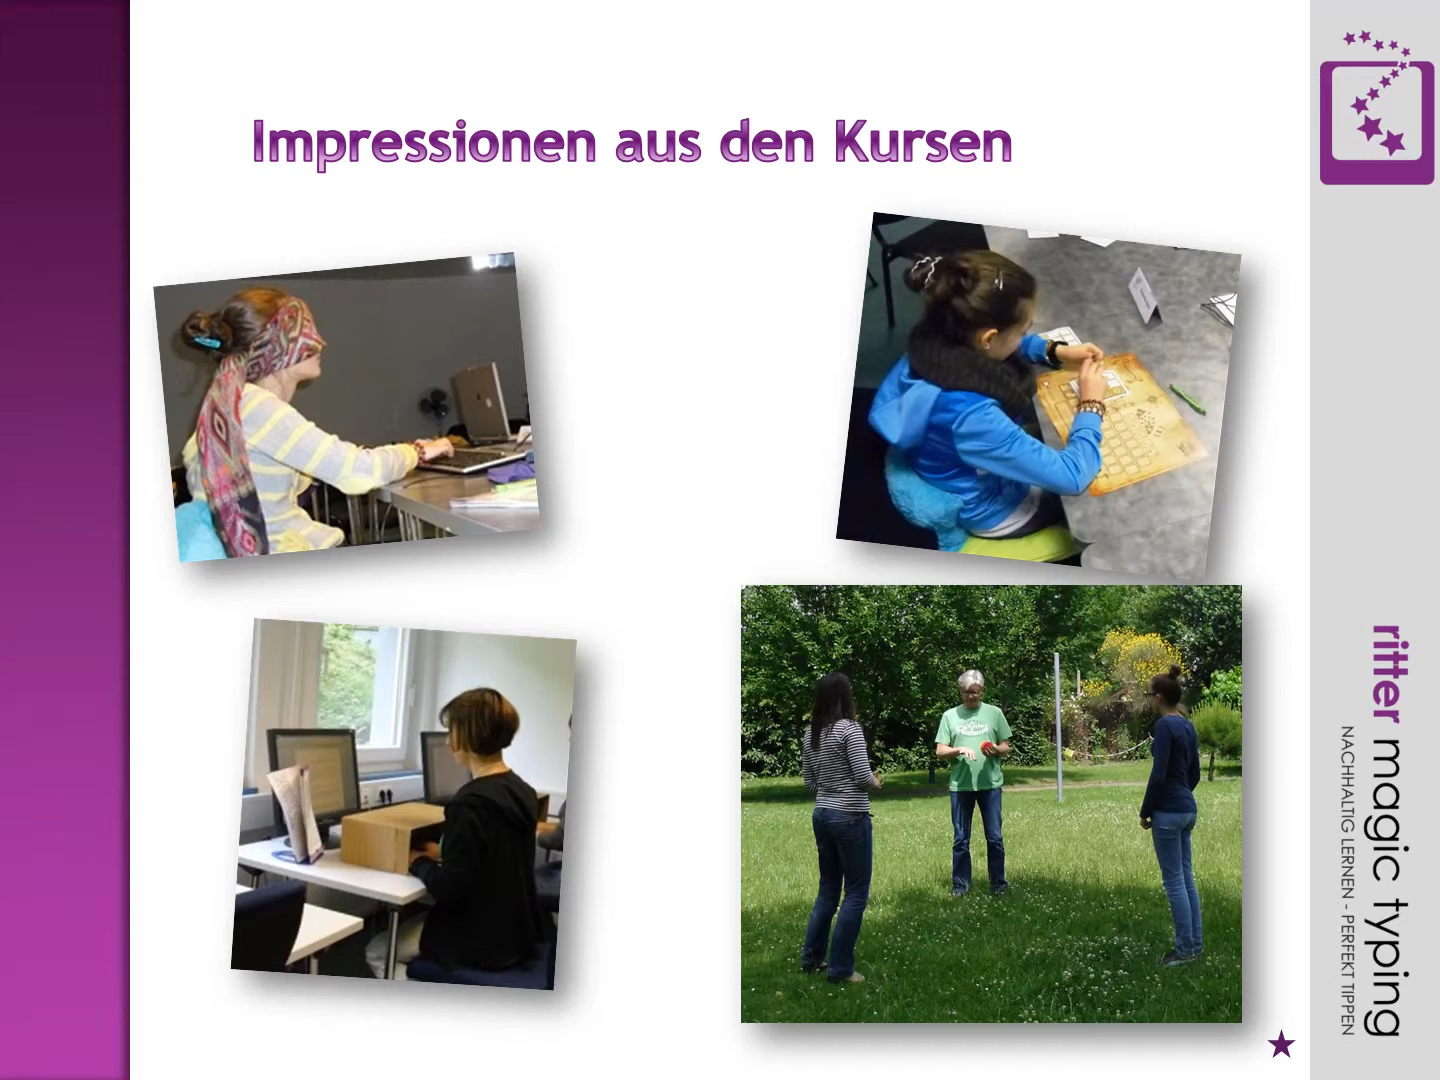 Impressionen aus den Kursen
ritter magic typing
NACHHALTIG LERNEN - PERFEKT TIPPEN